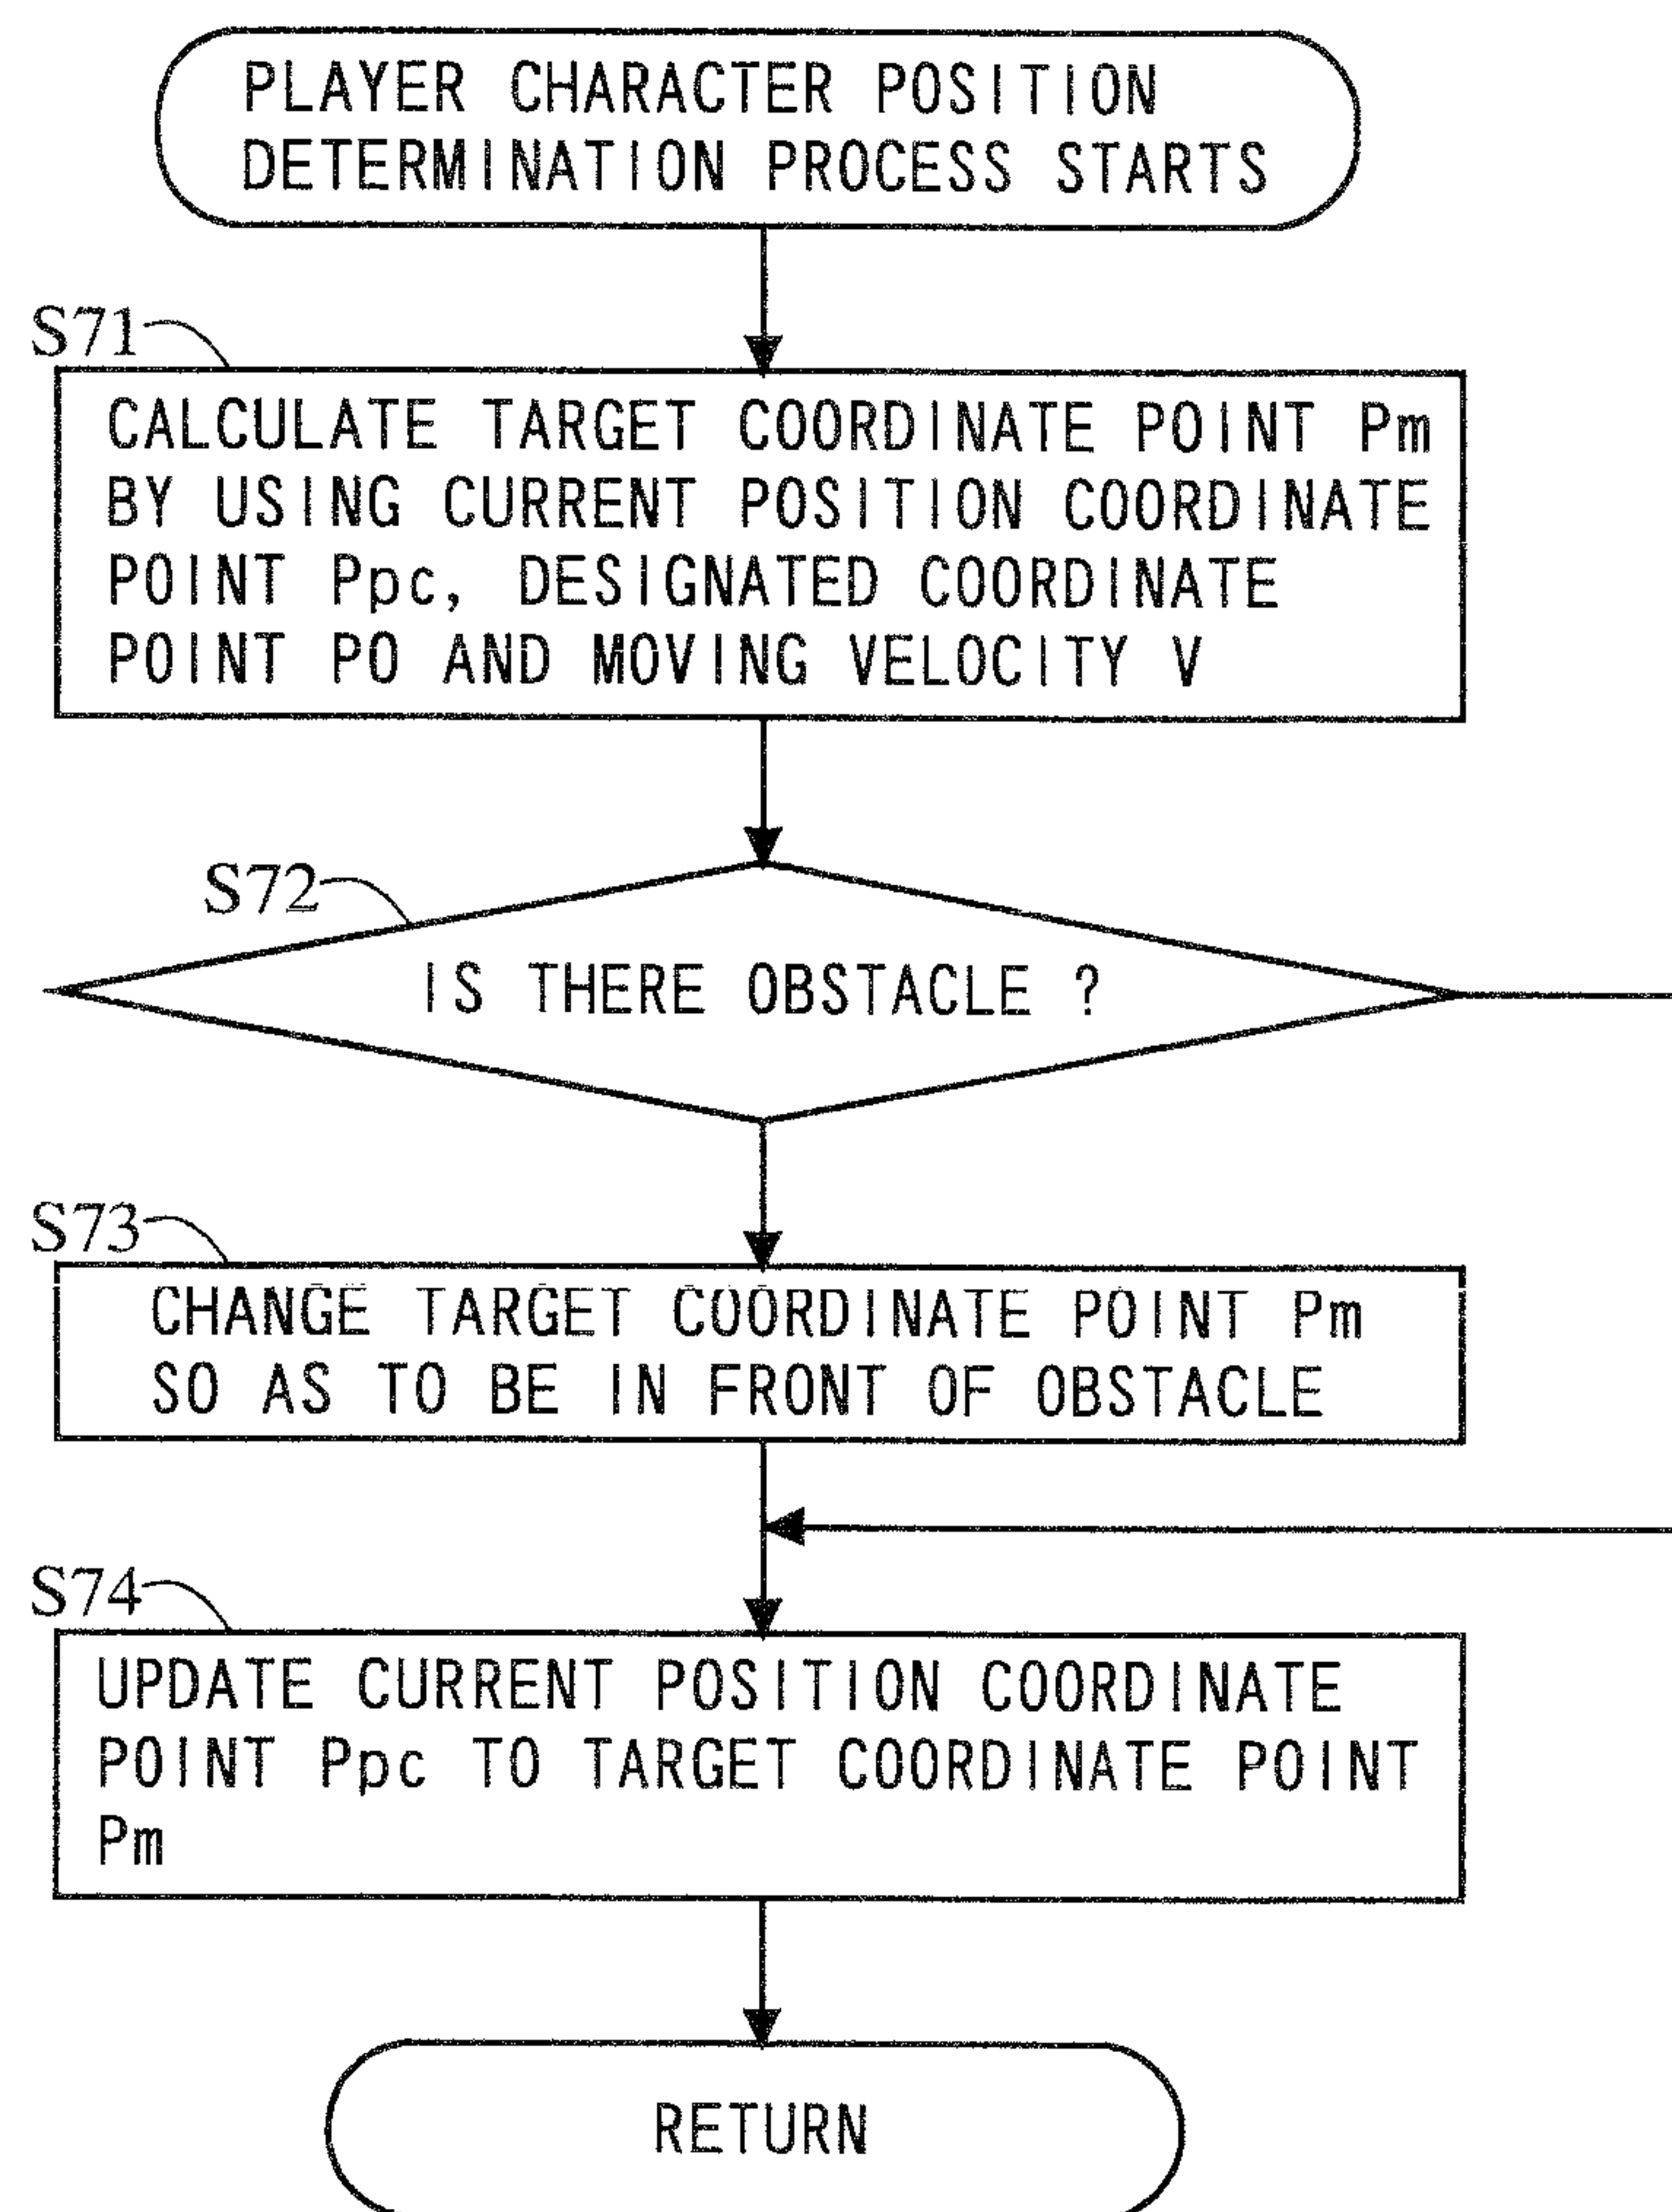 PLAYER CHARACTER POSITION
DETERMINATION PROCESS STARTS
S71
CALCULATE TARGET COORDINATE POINT Pm
BY USING CURRENT POSITION COORDINATE
POINT Ppc, DESIGNATED COORDINATE
POINT P0 AND MOVING VELOCITY V
S72
IS THERE OBSTACLE ?
S73
CHANGE TARGET COORDINATE POINT Pm
SO AS TO BE IN FRONT OF OBSTACLE
S74
UPDATE CURRENT POSITION COORDINATE
POINT Ppc TO TARGET COORDINATE POINT
Pm
RETURN